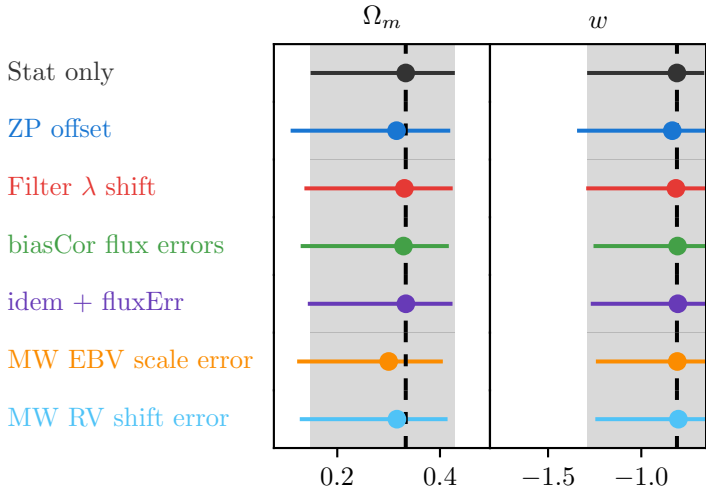 Ω_m w
Stat only
ZP offset
Filter λ shift
biasCor flux errors
idem + fluxErr
MW EBV scale error
MW RV shift error
0.2 0.4 −1.5 −1.0